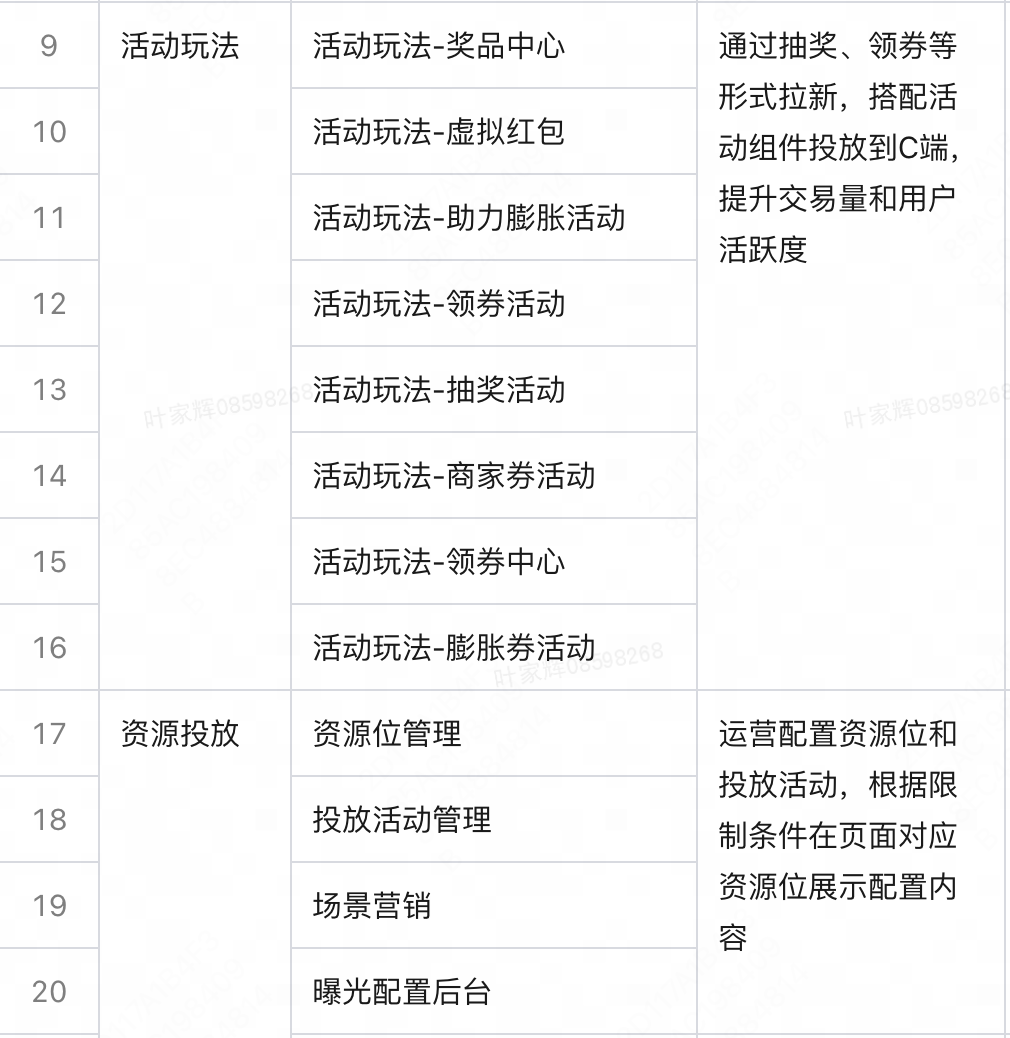 9 活动玩法 活动玩法-奖品中心 通过抽奖、领券等
形式拉新，搭配活
10 活动玩法-虚拟红包
动组件投放到C端，
提升交易量和用户
11 活动玩法-助力膨胀活动
活跃度
12 活动玩法-领券活动
13 活动玩法-抽奖活动
叶家辉08598268
叶家辉08598268
14 活动玩法-商家券活动
15 活动玩法-领券中心
16 活动玩法-膨胀券活动
叶家辉08598268
17 资源投放 资源位管理 运营配置资源位和
投放活动，根据限
18 投放活动管理
制条件在页面对应
资源位展示配置内
19 场景营销
容
20 曝光配置后台